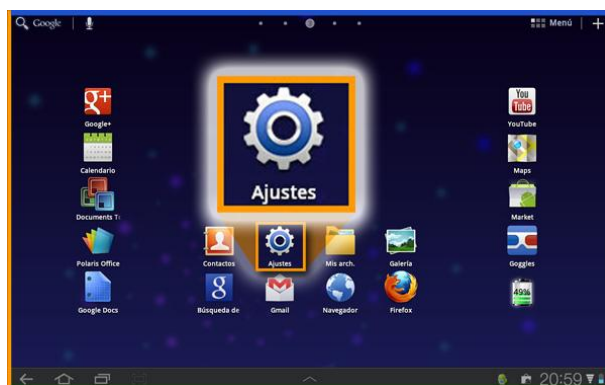 Google
Menú
g+
Google+
You
Tube
YouTube
Ajustes
Calendario
Maps
Documents T
Market
Polaris Office
Contactos
Ajustes
Mis arch.
Galería
Goggles
8
49%
Google Docs
Búsqueda de
Gmail
Navegador
Firefox
20:59